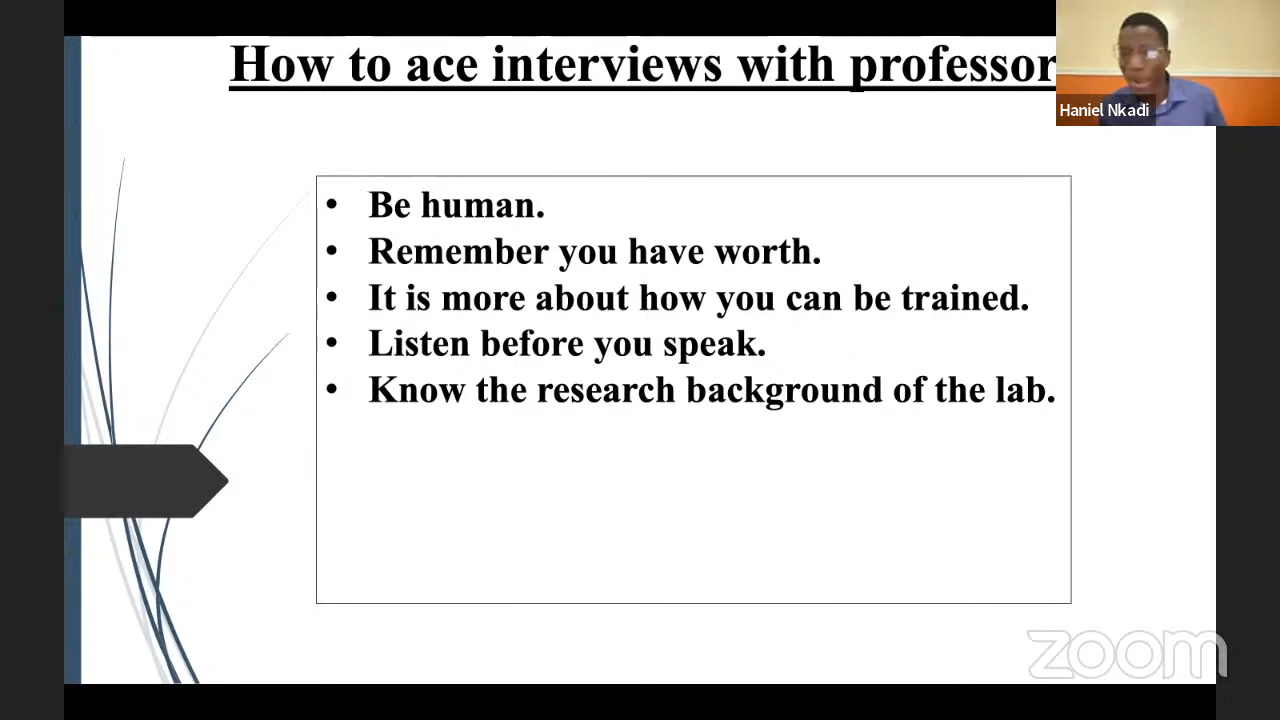 How to ace interviews with professor
Haniel Nkadi
• Be human.
• Remember you have worth.
• It is more about how you can be trained.
• Listen before you speak.
• Know the research background of the lab.
zoom